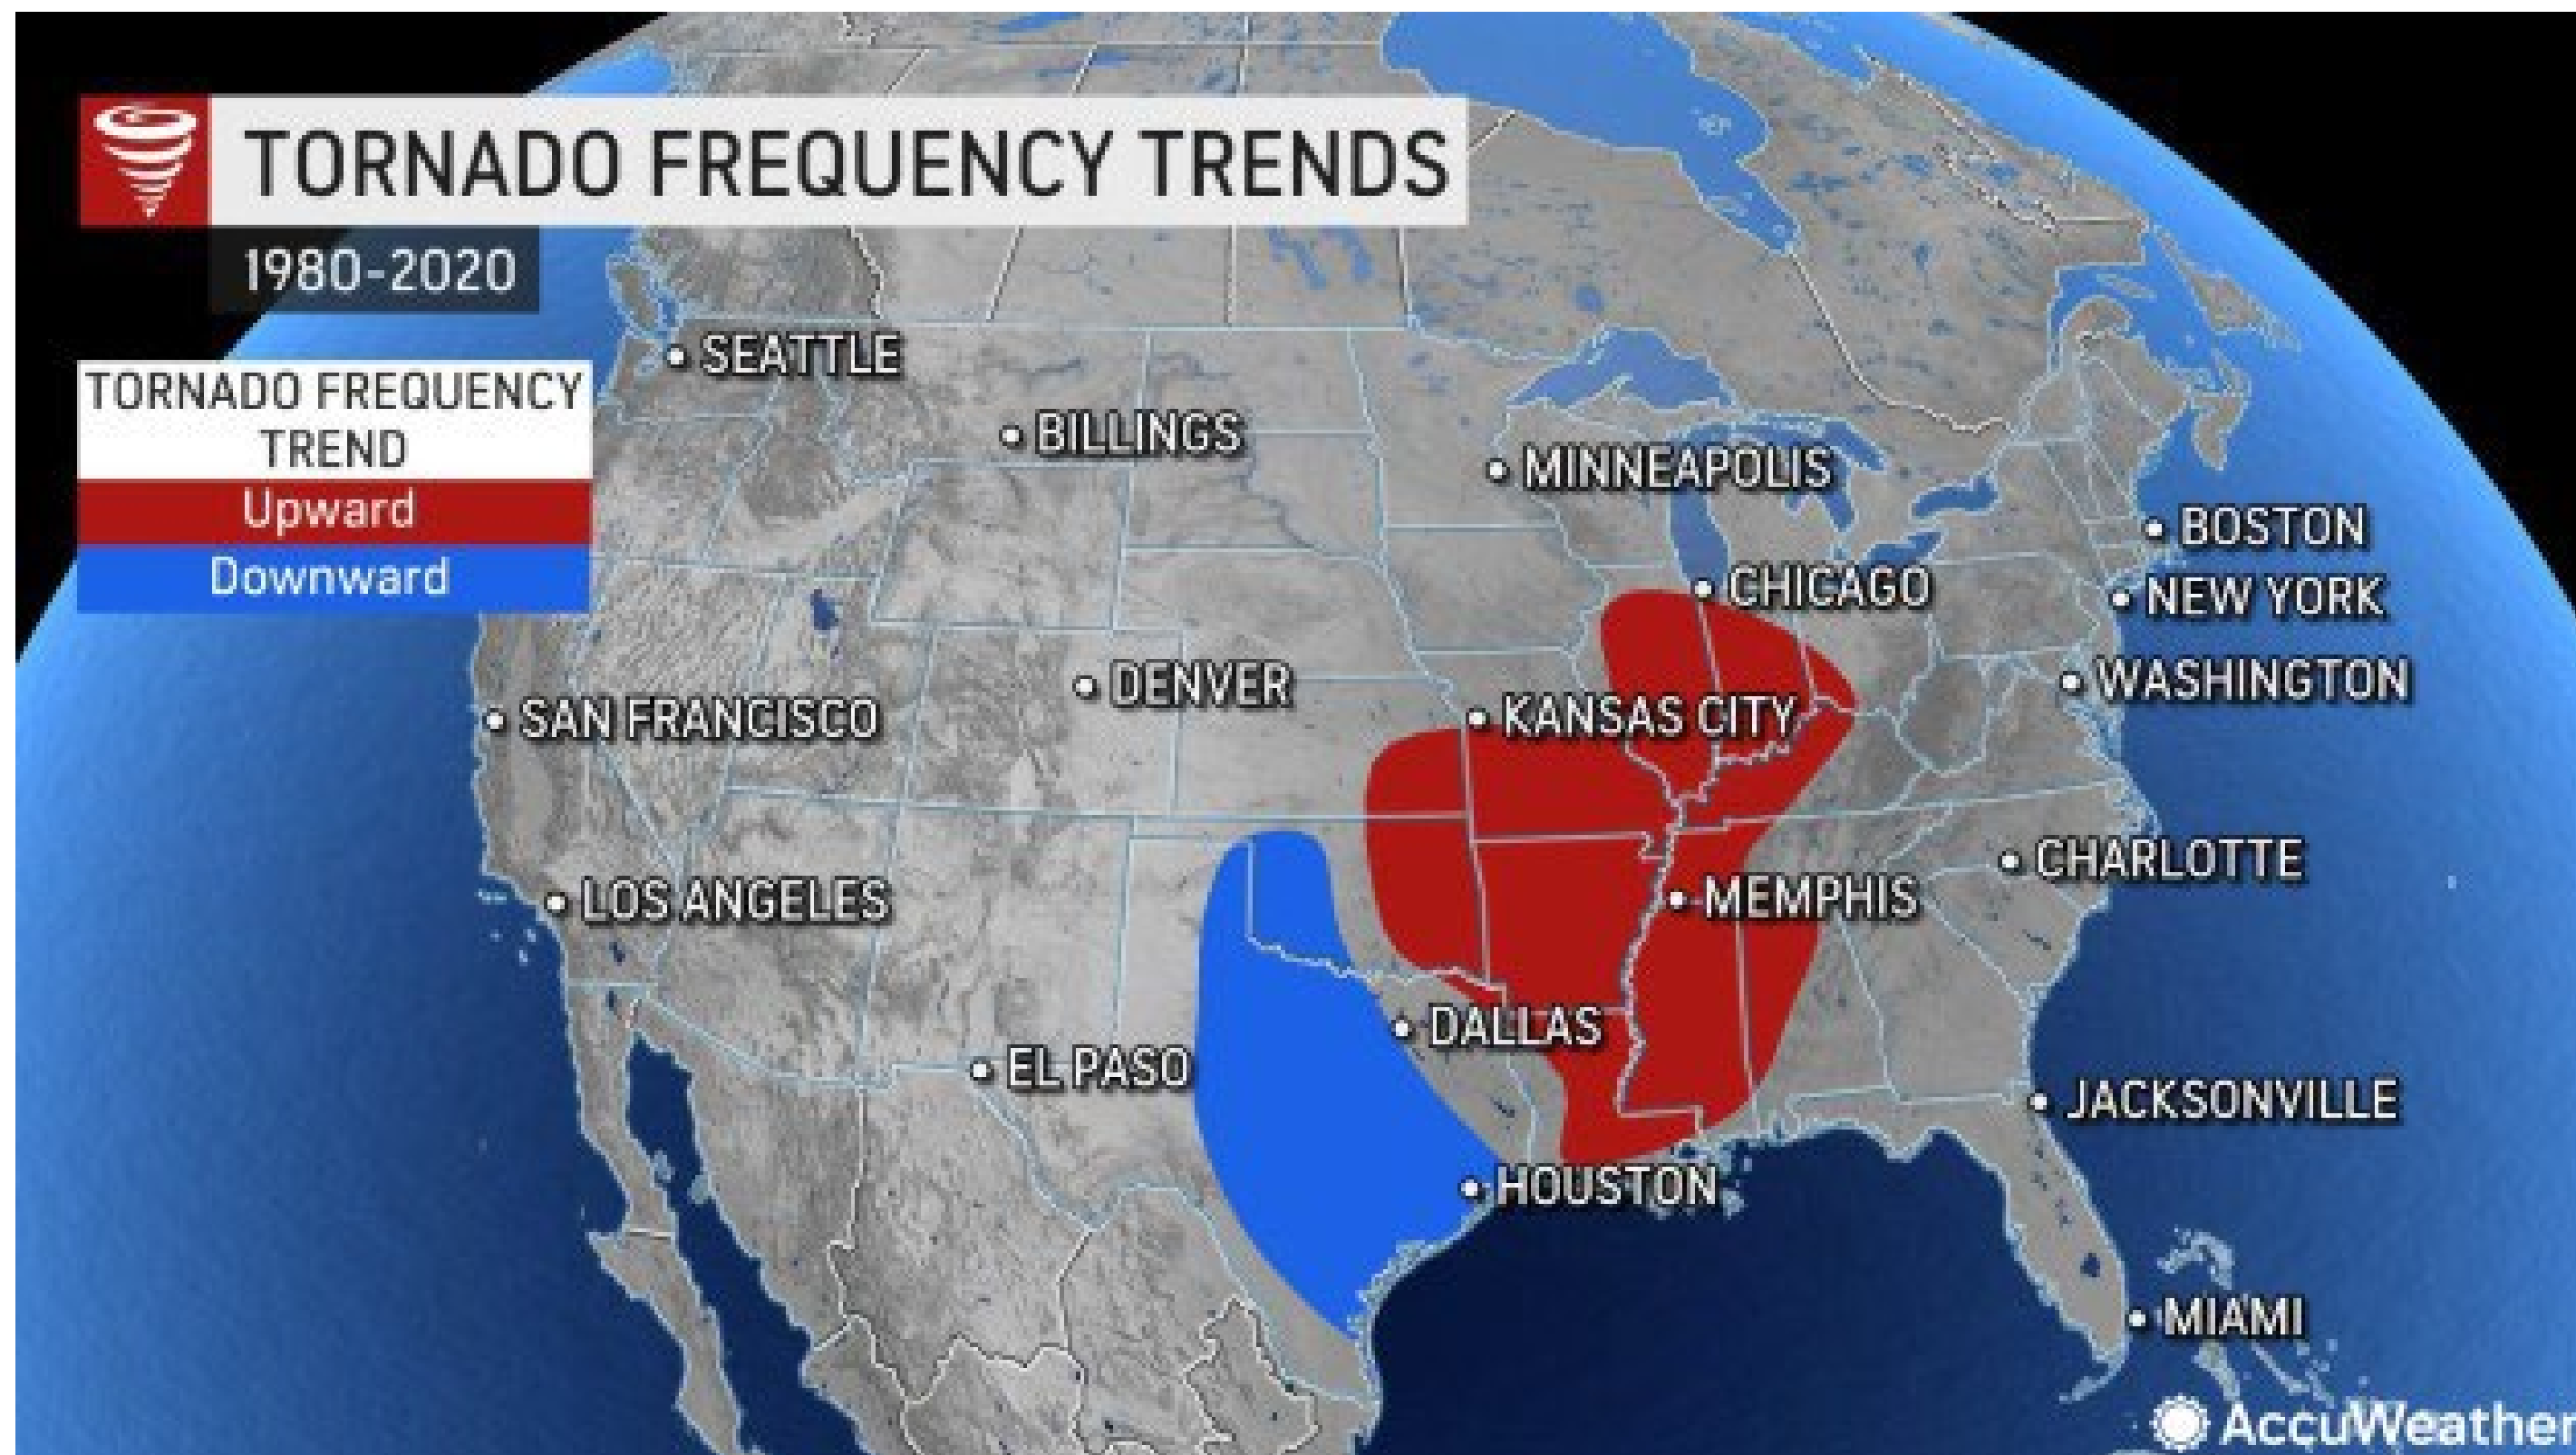 TORNADO FREQUENCY TRENDS
1980-2020
TORNADO FREQUENCY
TREND
Upward
Downward
SEATTLE
BILLINGS
MINNEAPOLIS
BOSTON
CHICAGO
NEW YORK
DENVER
WASHINGTON
SAN FRANCISCO
KANSAS CITY
CHARLOTTE
LOS ANGELES
MEMPHIS
DALLAS
EL PASO
JACKSONVILLE
HOUSTON
MIAMI
AccuWeather